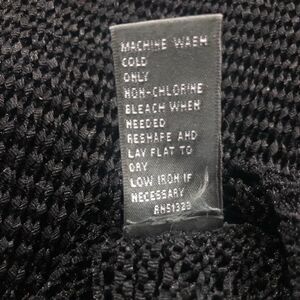 MACHINE WASH
COLD
ONLY
NON-CHLORINE
BLEACH WHEN
NEEDED
RESHAPE AND
LAY FLAT TO
DRY
LOW IRON IF
NECESSARY
RN51323